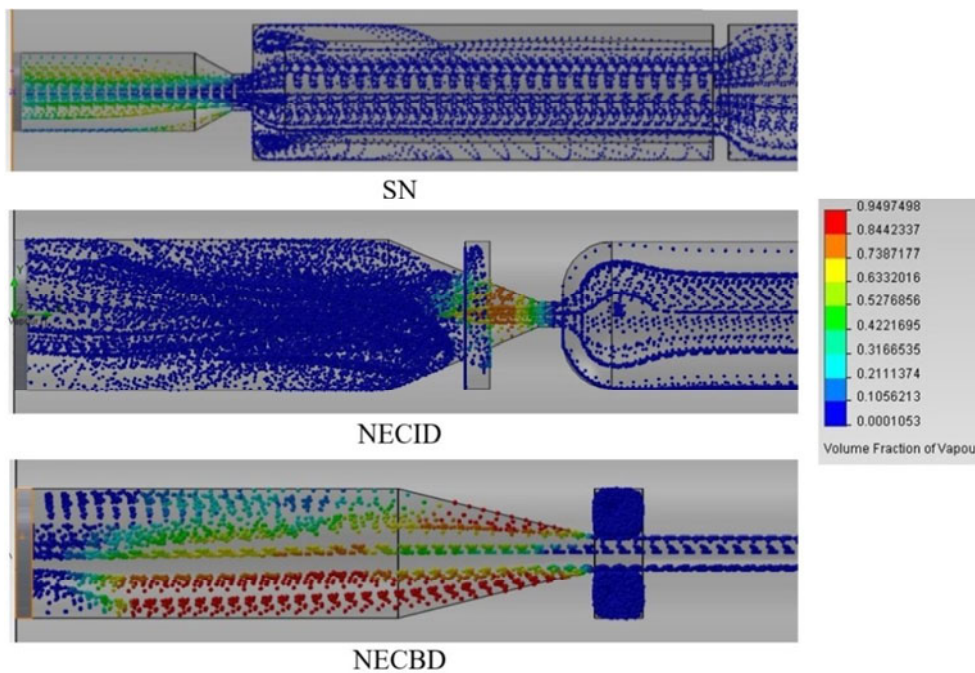 SN
0.9497498
0.8442337
0.7387177
0.6332016
0.5276856
0.4221695
0.3166535
0.2111374
0.1056213
0.0001053
Volume Fraction of Vapou
Y
NECID
NECBD